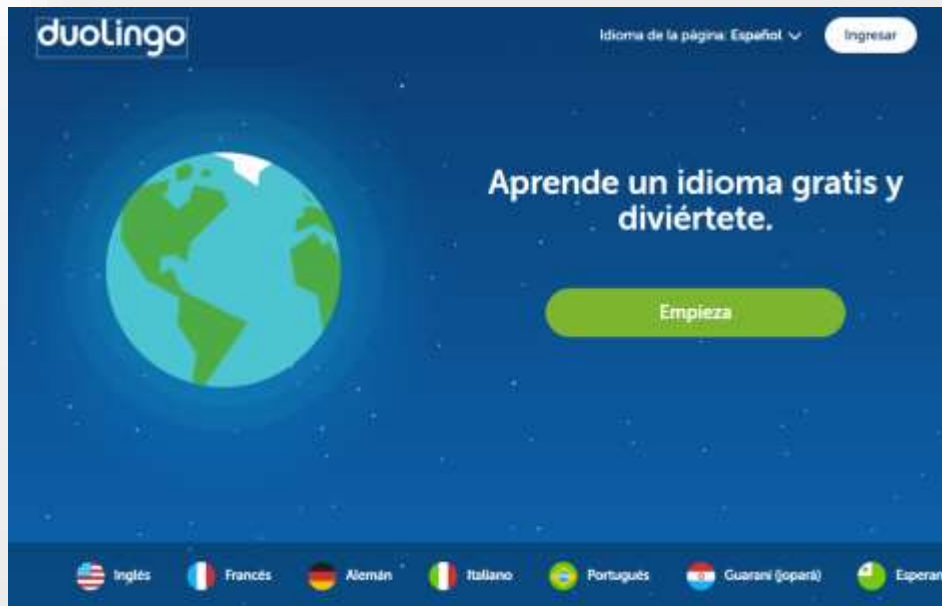 duolingo
Idioma de la página: Español
Ingresar
Aprende un idioma gratis y
diviértete.
Empieza
Inglés
Francés
Alemán
Italiano
Portugués
Guaraní (jopará)
Esperan